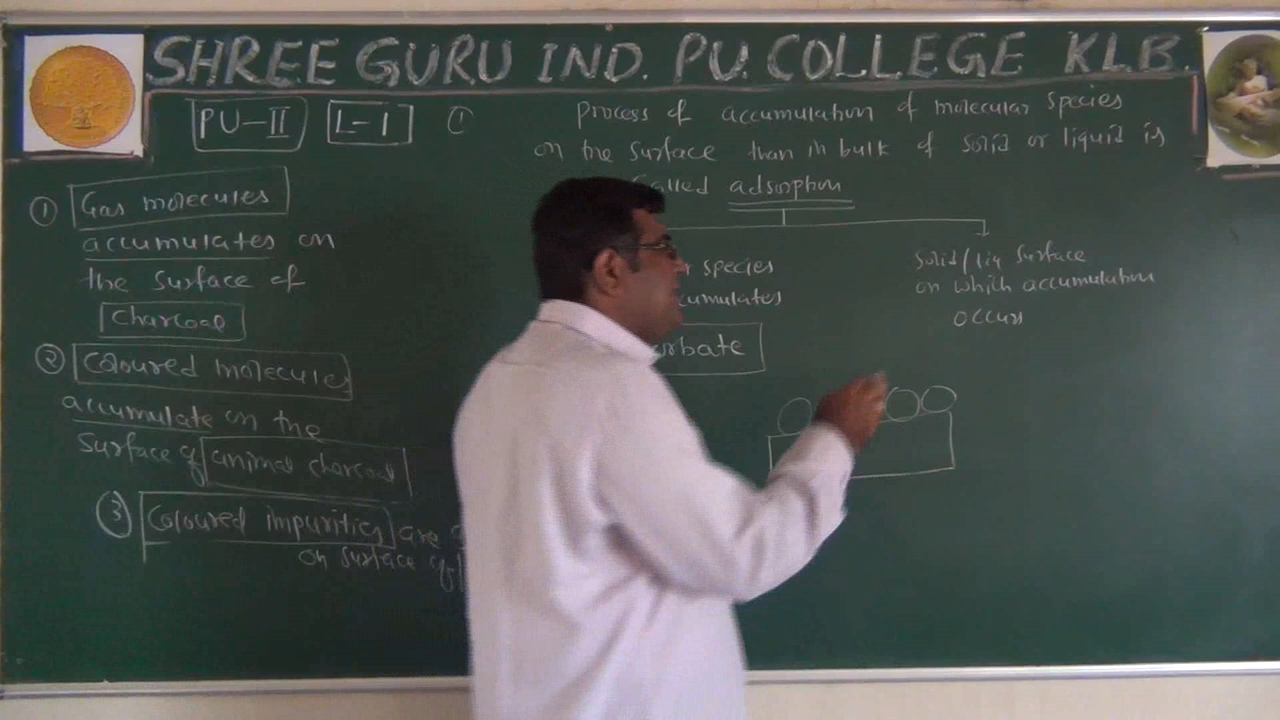 SHREE GURU IND. PU. COLLEGE K.L.B.
PU-II L-1 ①
Process of accumulation of molecular species
on the surface than in bulk of solid or liquid is
called adsorption
① Gas molecules
accumulates on
the surface of
charcoal
② Coloured molecules
accumulate on the
surface of animal charcoal
③ Coloured impurities are
on surface of
species
cumulates
rbate
solid/liq surface
on which accumulation
occurs